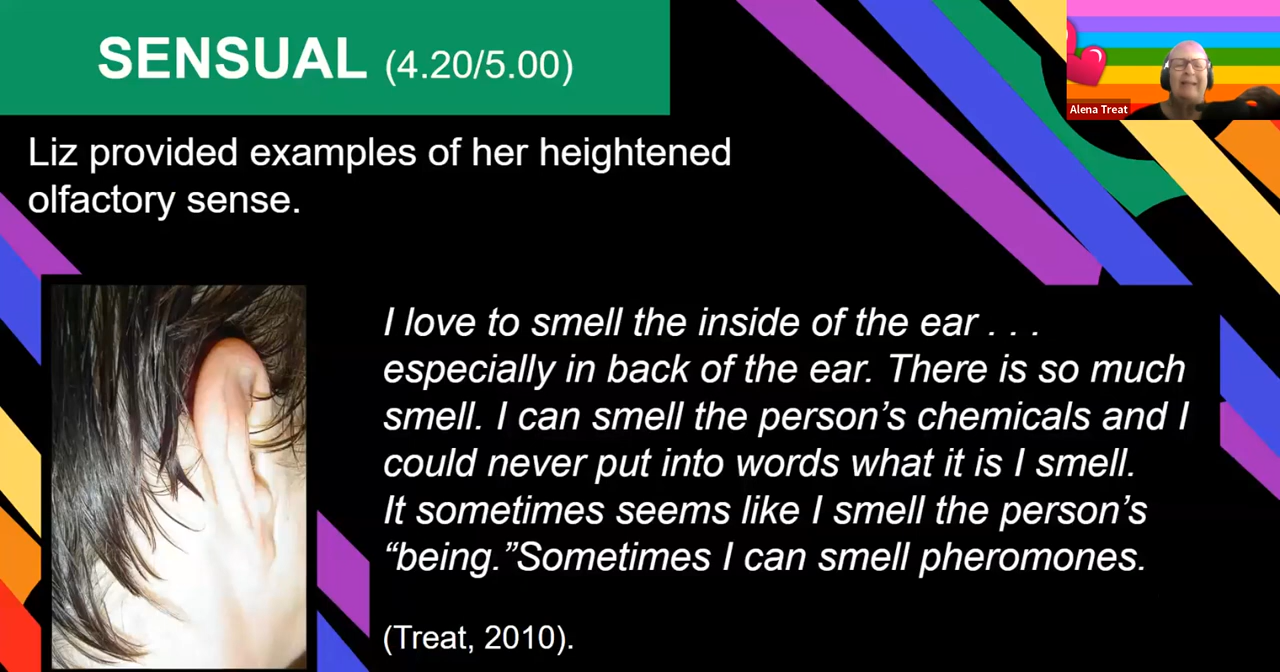 SENSUAL (4.20/5.00)
Alena Treat
Liz provided examples of her heightened
olfactory sense.
I love to smell the inside of the ear . . .
especially in back of the ear. There is so much
smell. I can smell the person’s chemicals and I
could never put into words what it is I smell.
It sometimes seems like I smell the person’s
“being.”Sometimes I can smell pheromones.
(Treat, 2010).